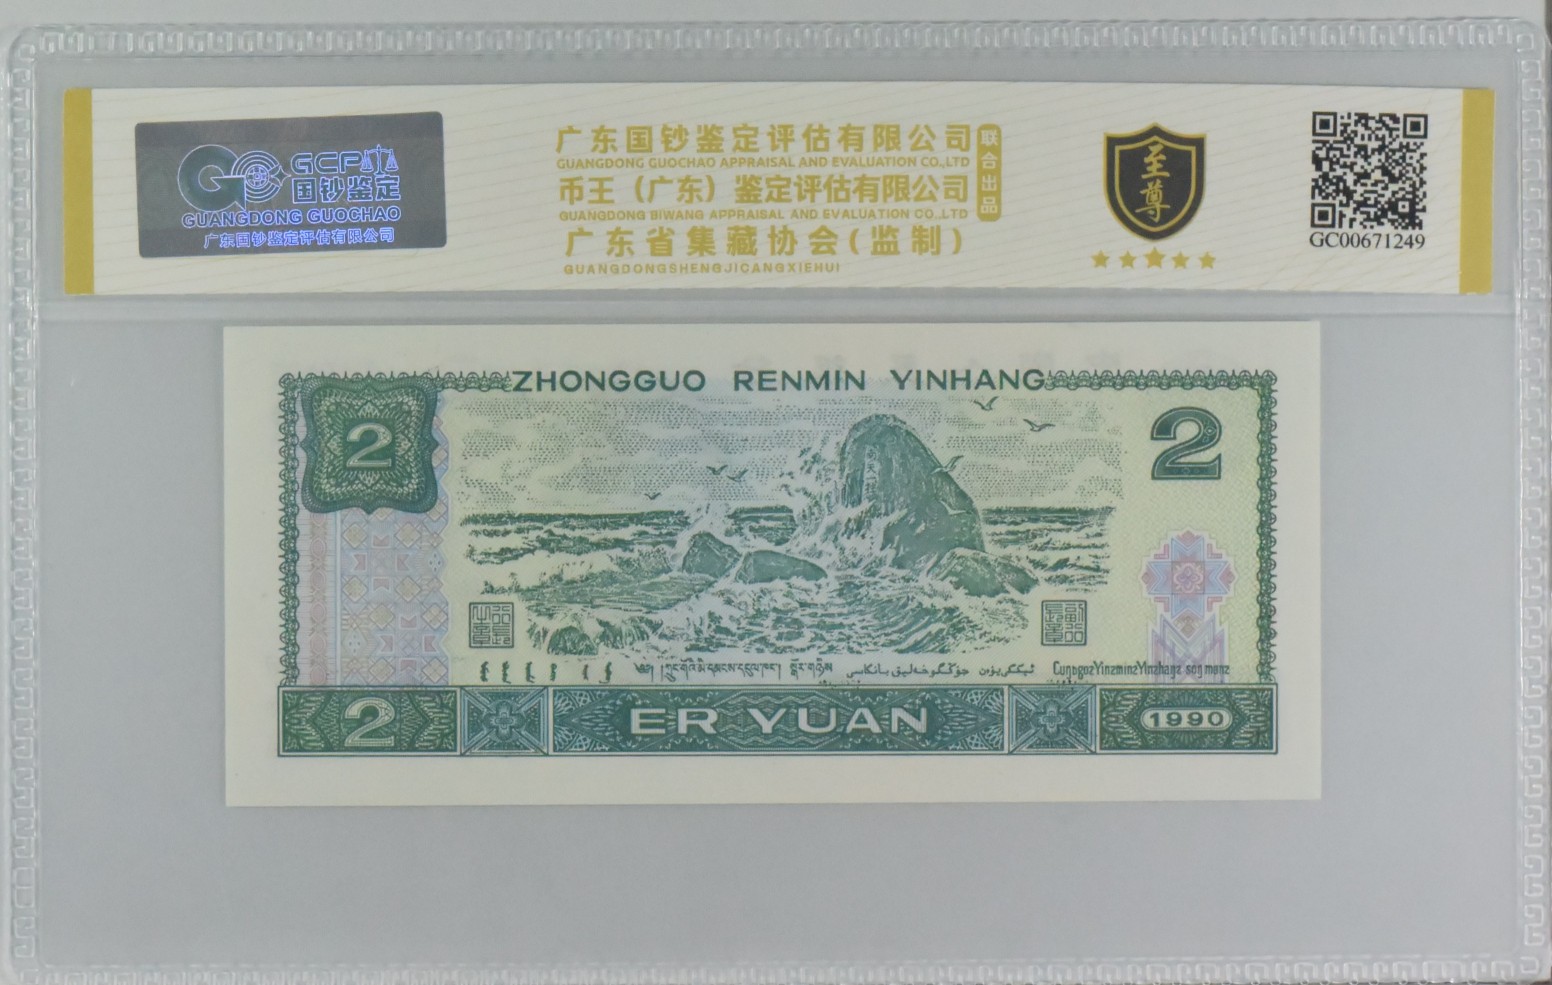 GCP
国钞鉴定
GUANGDONG GUOCHAO
广东国钞鉴定评估有限公司
广东国钞鉴定评估有限公司
GUANGDONG GUOCHAO APPRAISAL AND EVALUATION CO.,LTD
币王（广东）鉴定评估有限公司
GUANGDONG BIWANG APPRAISAL AND EVALUATION CO.,LTD
广东省集藏协会(监制)
GUANGDONGSHENGJICANGXIEHUI
联合出品
至尊
GC00671249
ZHONGGUO RENMIN YINHANG
2
2
CungguzYinzminzYinzhangz song maenz
2
ER YUAN
1990